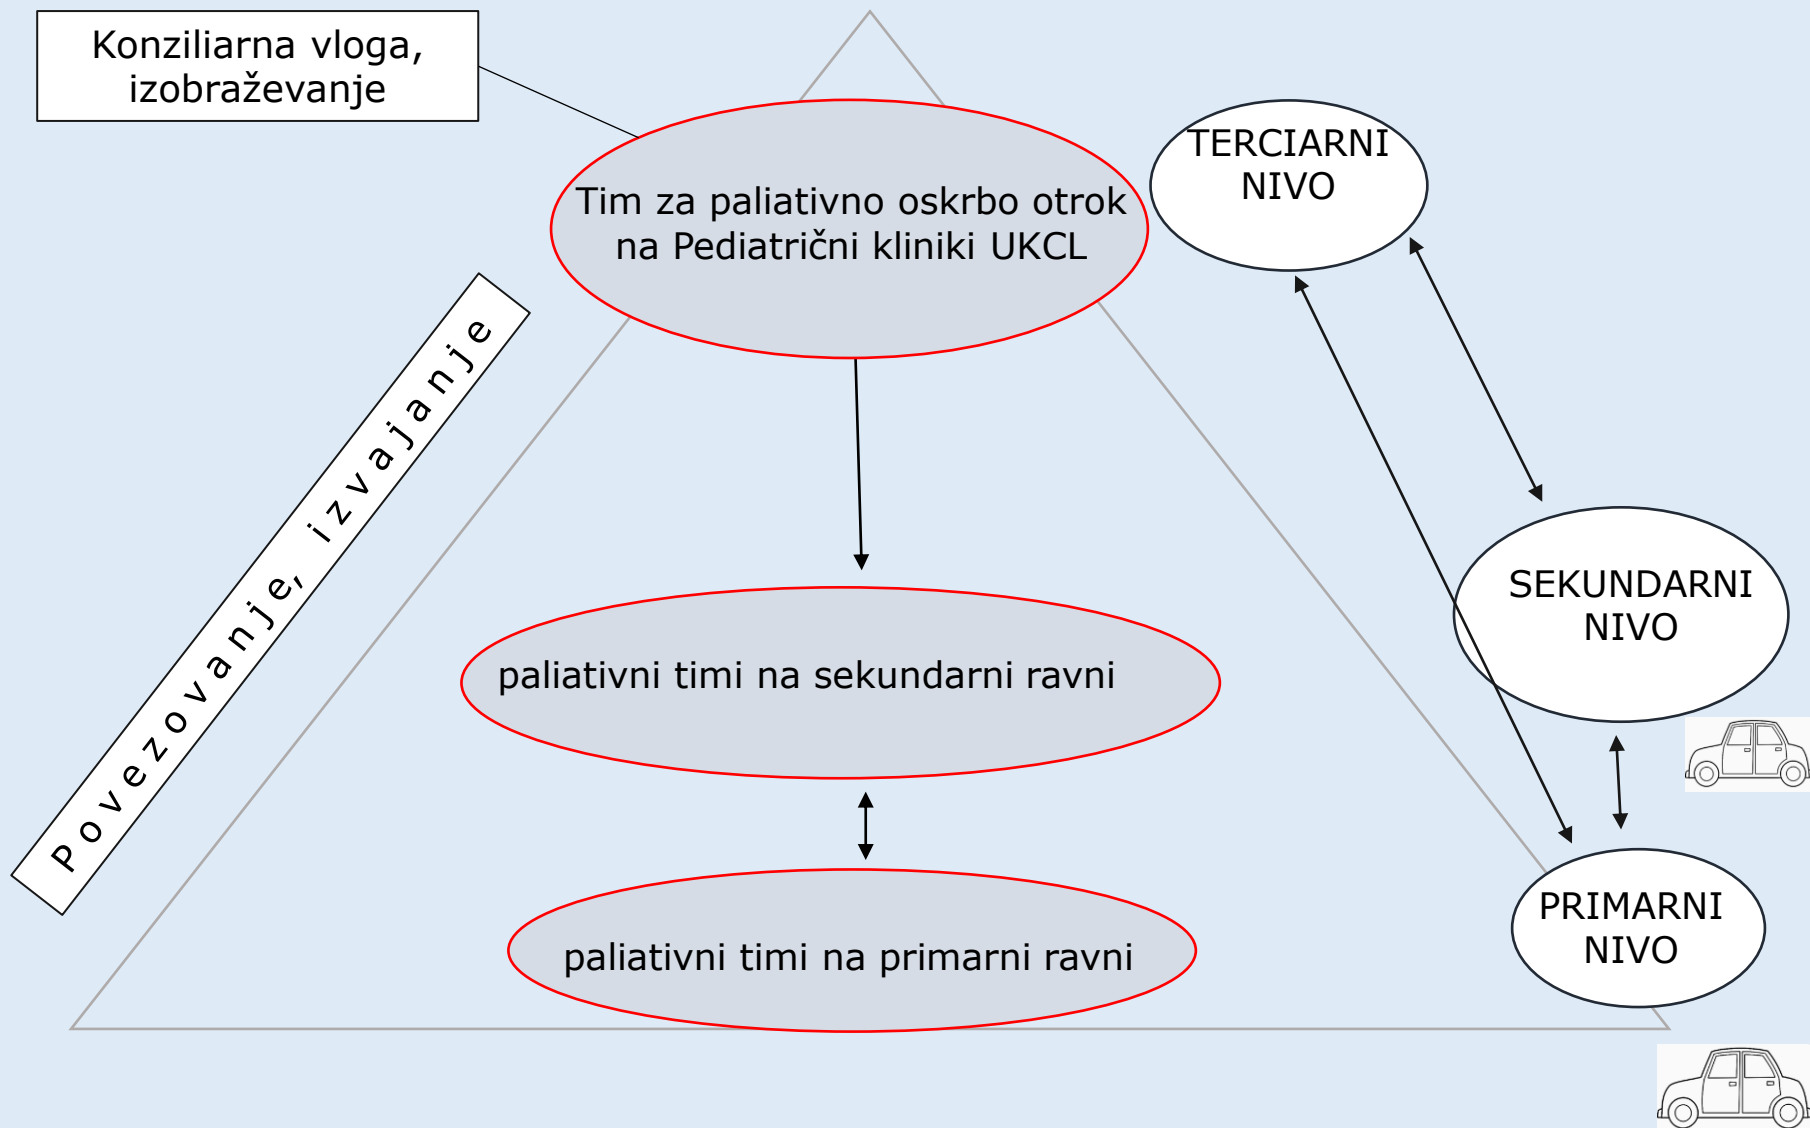 Konziliarna vloga,
izobraževanje
Tim za paliativno oskrbo otrok
na Pediatrični kliniki UKCL
TERCIARNI
NIVO
Povezovanje, izvajanje
SEKUNDARNI
NIVO
paliativni timi na sekundarni ravni
PRIMARNI
NIVO
paliativni timi na primarni ravni